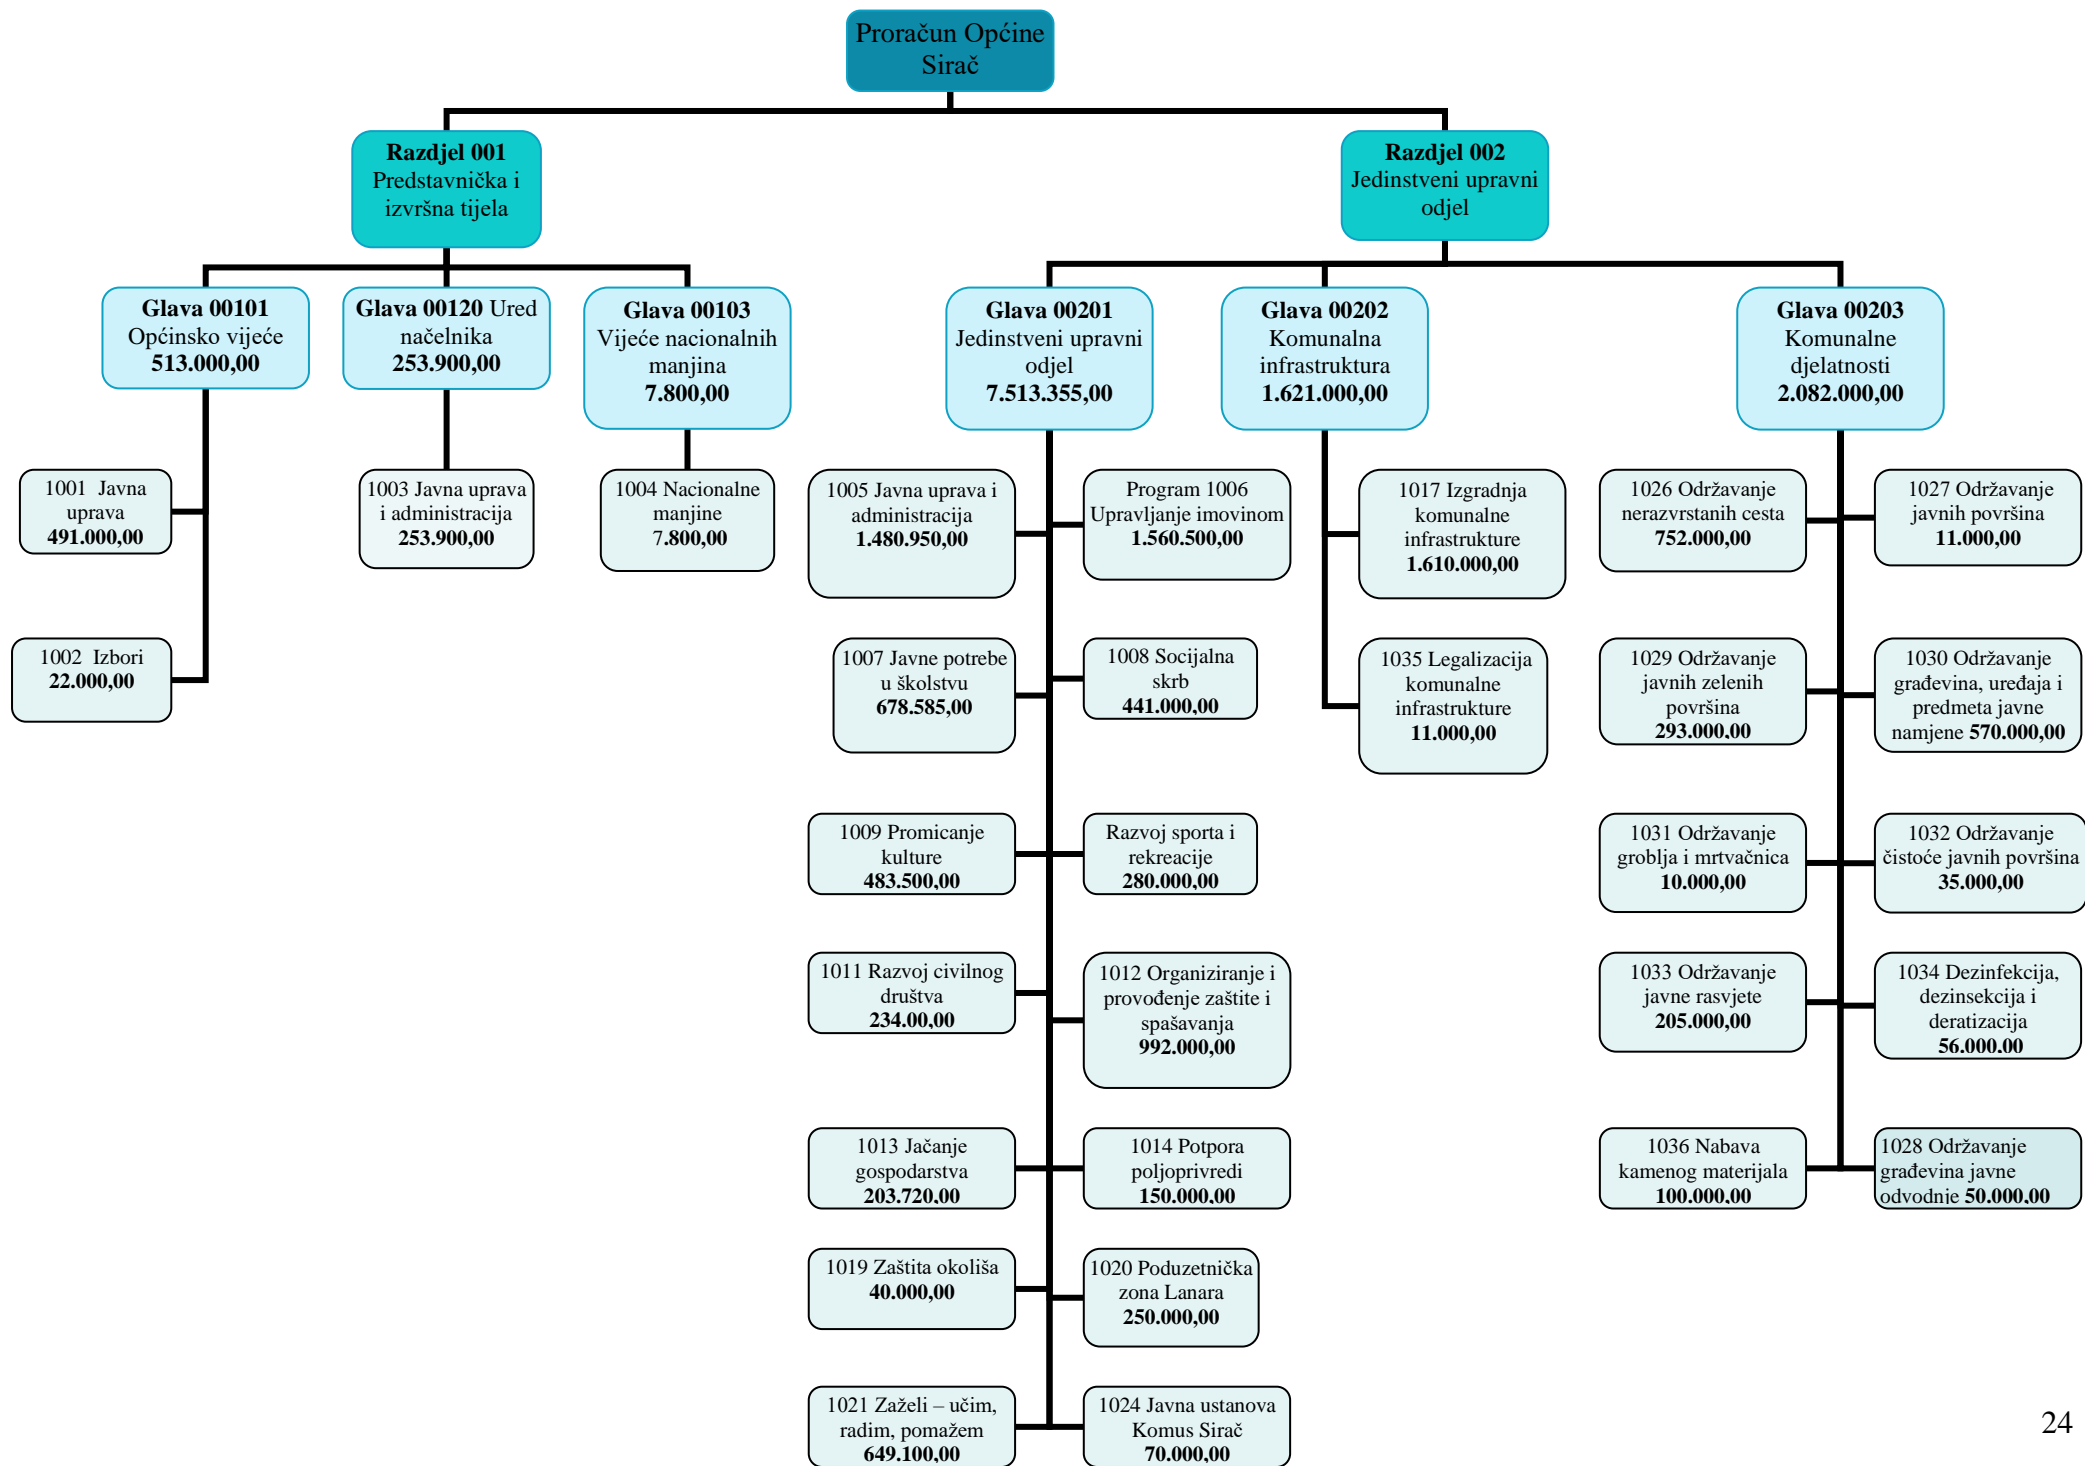 Proračun Općine
Sirač
Razdjel 001
Predstavnička i
izvršna tijela
Razdjel 002
Jedinstveni upravni
odjel
Glava 00101
Općinsko vijeće
513.000,00
Glava 00120 Ured
načelnika
253.900,00
Glava 00103
Vijeće nacionalnih
manjina
7.800,00
Glava 00201
Jedinstveni upravni
odjel
7.513.355,00
Glava 00202
Komunalna
infrastruktura
1.621.000,00
Glava 00203
Komunalne
djelatnosti
2.082.000,00
1001 Javna
uprava
491.000,00
1003 Javna uprava
i administracija
253.900,00
1004 Nacionalne
manjine
7.800,00
1005 Javna uprava i
administracija
1.480.950,00
Program 1006
Upravljanje imovinom
1.560.500,00
1017 Izgradnja
komunalne
infrastrukture
1.610.000,00
1026 Održavanje
nerazvrstanih cesta
752.000,00
1027 Održavanje
javnih površina
11.000,00
1002 Izbori
22.000,00
1007 Javne potrebe
u školstvu
678.585,00
1008 Socijalna
skrb
441.000,00
1035 Legalizacija
komunalne
infrastrukture
11.000,00
1029 Održavanje
javnih zelenih
površina
293.000,00
1030 Održavanje
građevina, uređaja i
predmeta javne
namjene 570.000,00
1009 Promicanje
kulture
483.500,00
Razvoj sporta i
rekreacije
280.000,00
1031 Održavanje
groblja i mrtvačnica
10.000,00
1032 Održavanje
čistoće javnih površina
35.000,00
1011 Razvoj civilnog
društva
234.00,00
1012 Organiziranje i
provođenje zaštite i
spašavanja
992.000,00
1033 Održavanje
javne rasvjete
205.000,00
1034 Dezinfekcija,
dezinsekcija i
deratizacija
56.000,00
1013 Jačanje
gospodarstva
203.720,00
1014 Potpora
poljoprivredi
150.000,00
1036 Nabava
kamenog materijala
100.000,00
1028 Održavanje
građevina javne
odvodnje 50.000,00
1019 Zaštita okoliša
40.000,00
1020 Poduzetnička
zona Lanara
250.000,00
1021 Zaželi – učim,
radim, pomažem
649.100,00
1024 Javna ustanova
Komus Sirač
70.000,00
24